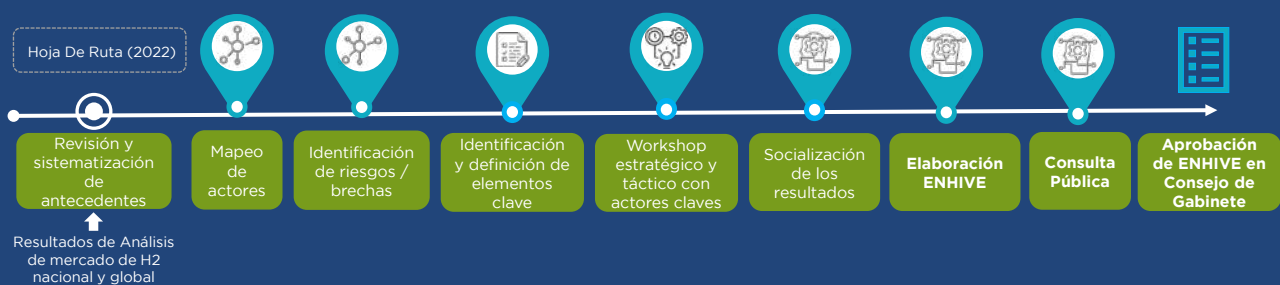 Hoja De Ruta (2022)
Revisión y
sistematización
de
antecedentes
Resultados de Análisis
de mercado de H2
nacional y global
Mapeo
de
actores
Identificación
de riesgos /
brechas
Identificación
y definición de
elementos
clave
Workshop
estratégico y
táctico con
actores claves
Socialización
de los
resultados
Elaboración
ENHIVE
Consulta
Pública
Aprobación
de ENHIVE en
Consejo de
Gabinete